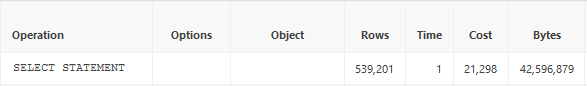 Operation Options Object Rows Time Cost Bytes
SELECT STATEMENT 539,201 1 21,298 42,596,879